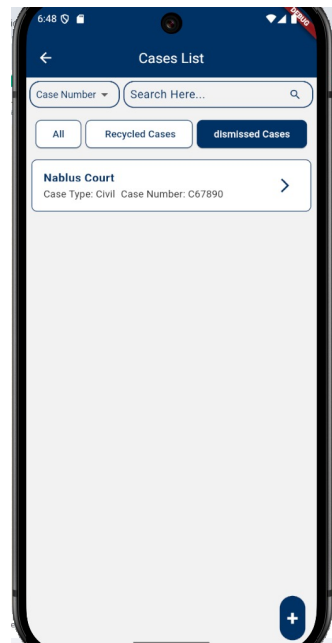 6:48
DEBUG
Cases List
Case Number
Search Here...
All
Recycled Cases
dismissed Cases
Nablus Court
Case Type: Civil Case Number: C67890
+